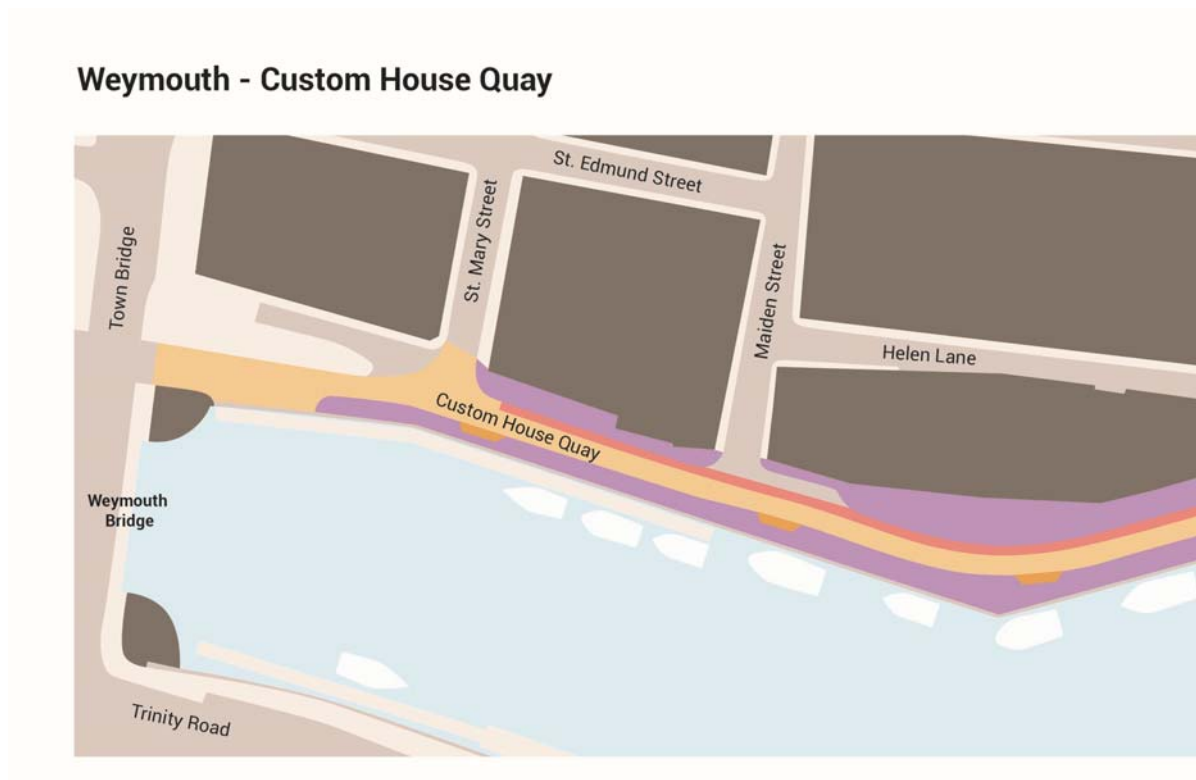 Weymouth - Custom House Quay
St. Edmund Street
St. Mary Street
Town Bridge
Maiden Street
Helen Lane
Custom House Quay
Weymouth
Bridge
Trinity Road